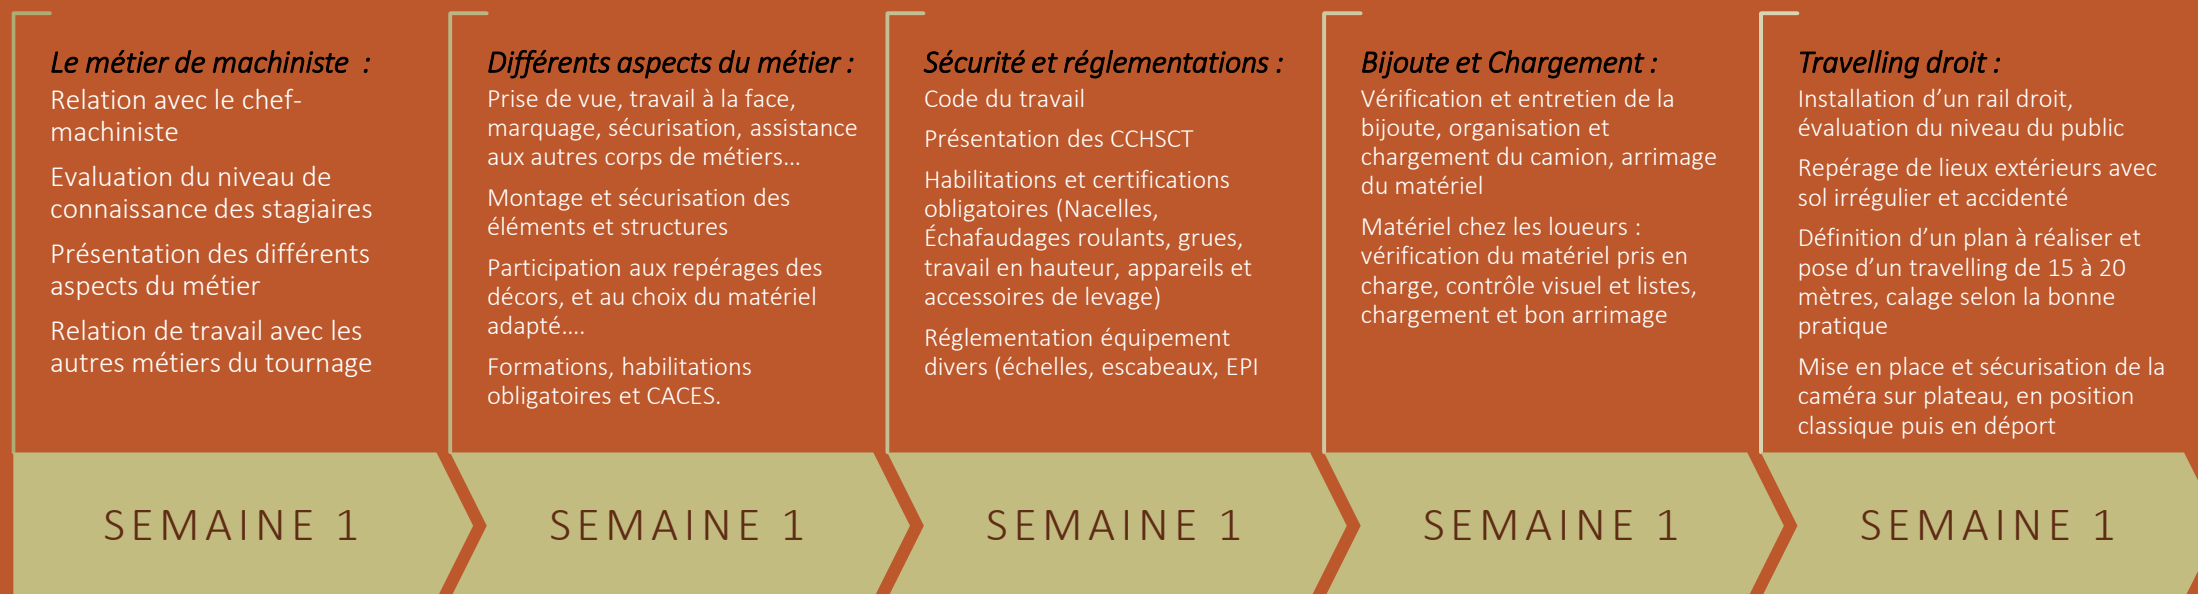 Le métier de machiniste :
Relation avec le chef-
machiniste
Evaluation du niveau de
connaissance des stagiaires
Présentation des différents
aspects du métier
Relation de travail avec les
autres métiers du tournage
Différents aspects du métier :
Prise de vue, travail à la face,
marquage, sécurisation, assistance
aux autres corps de métiers...
Montage et sécurisation des
éléments et structures
Participation aux repérages des
décors, et au choix du matériel
adapté....
Formations, habilitations
obligatoires et CACES.
Sécurité et réglementations :
Code du travail
Présentation des CCHSCT
Habilitations et certifications
obligatoires (Nacelles,
Échafaudages roulants, grues,
travail en hauteur, appareils et
accessoires de levage)
Réglementation équipement
divers (échelles, escabeaux, EPI
Bijoute et Chargement :
Vérification et entretien de la
bijoute, organisation et
chargement du camion, arrimage
du matériel
Matériel chez les loueurs :
vérification du matériel pris en
charge, contrôle visuel et listes,
chargement et bon arrimage
Travelling droit :
Installation d'un rail droit,
évaluation du niveau du public
Repérage de lieux extérieurs avec
sol irrégulier et accidenté
Définition d'un plan à réaliser et
pose d'un travelling de 15 à 20
mètres, calage selon la bonne
pratique
Mise en place et sécurisation de la
caméra sur plateau, en position
classique puis en déport
SEMAINE 1
SEMAINE 1
SEMAINE 1
SEMAINE 1
SEMAINE 1